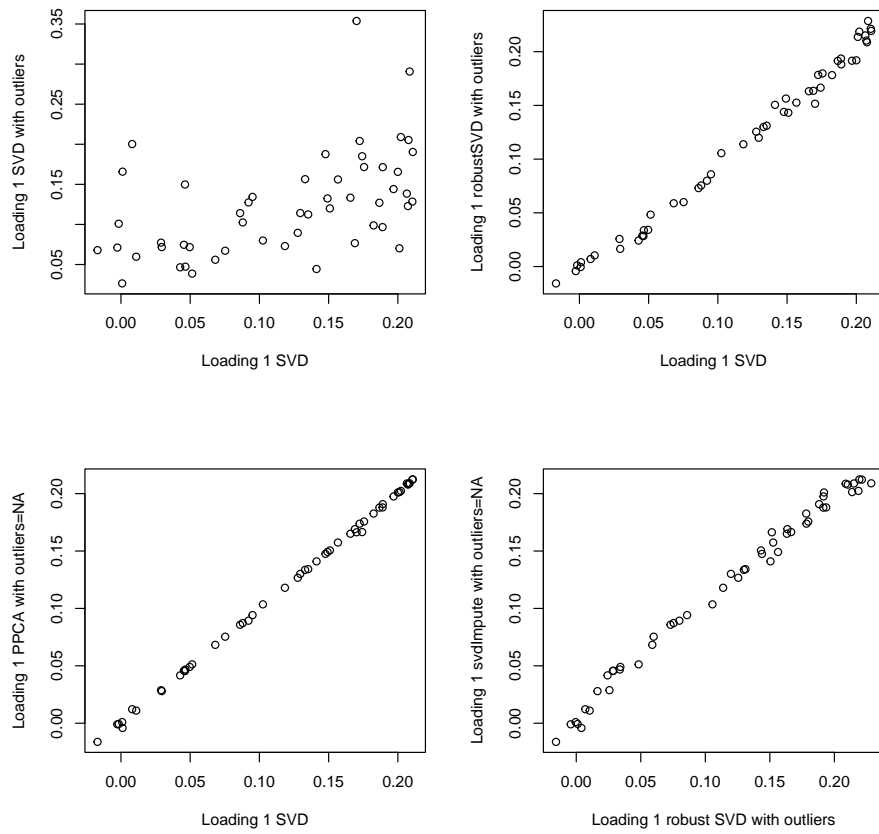 0.05 0.15 0.25 0.35
Loading 1 SVD with outliers
0.00 0.05 0.10 0.15 0.20
Loading 1 SVD
0.00 0.05 0.10 0.15 0.20
Loading 1 robustSVD with outliers
0.00 0.05 0.10 0.15 0.20
Loading 1 SVD
0.00 0.05 0.10 0.15 0.20
Loading 1 PPCA with outliers=NA
0.00 0.05 0.10 0.15 0.20
Loading 1 SVD
0.00 0.05 0.10 0.15 0.20
Loading 1 svdImpute with outliers=NA
0.00 0.05 0.10 0.15 0.20
Loading 1 robust SVD with outliers